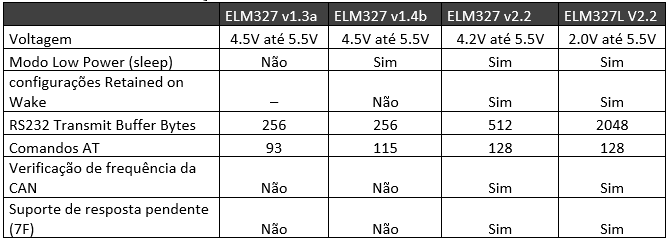 ELM327 v1.3a ELM327 v1.4b ELM327 v2.2 ELM327L V2.2
Voltagem 4.5V até 5.5V 4.5V até 5.5V 4.2V até 5.5V 2.0V até 5.5V
Modo Low Power (sleep) Não Sim Sim Sim
configurações Retained on
Wake – Não Sim Sim
RS232 Transmit Buffer Bytes 256 256 512 2048
Comandos AT 93 115 128 128
Verificação de frequência da
CAN Não Não Sim Sim
Suporte de resposta pendente
(7F) Não Não Sim Sim